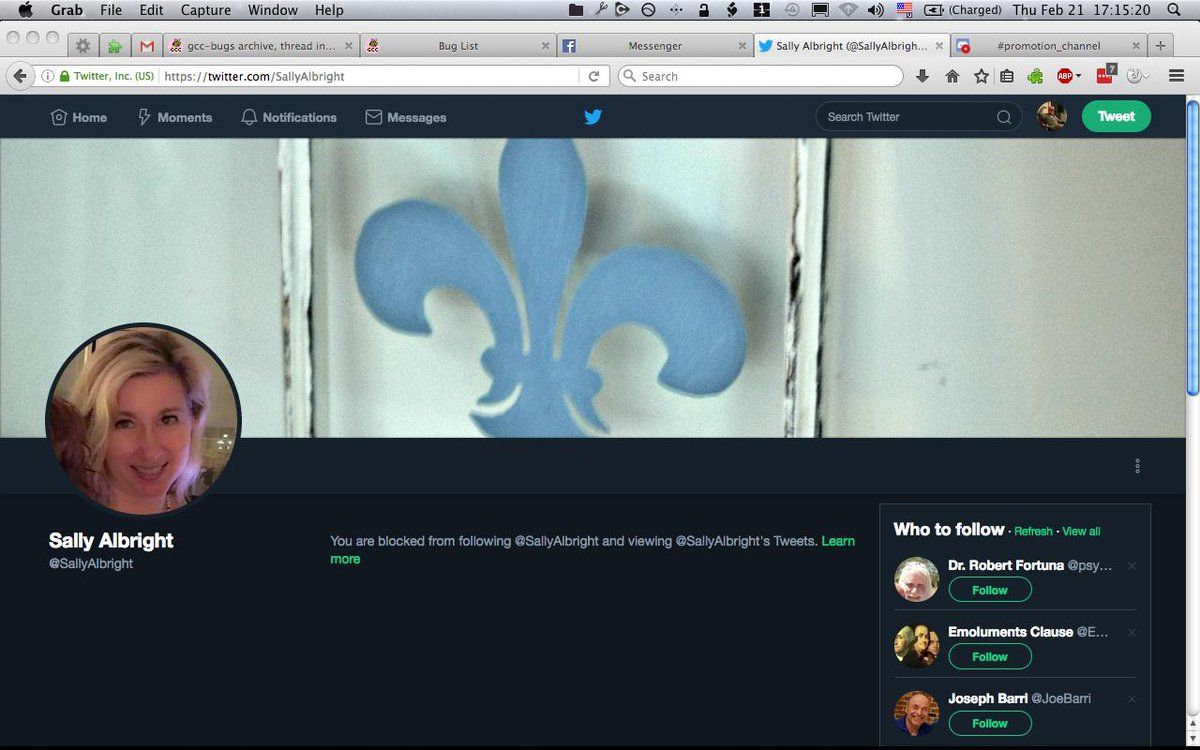 Grab File Edit Capture Window Help (Charged) Thu Feb 21 17:15:20
gcc-bugs archive, thread in... Bug List Messenger Sally Albright (@SallyAlbrigh... #promotion_channel
Twitter, Inc. (US) https://twitter.com/SallyAlbright Search ABP 7
Home Moments Notifications Messages Search Twitter Tweet
Sally Albright
@SallyAlbright
You are blocked from following @SallyAlbright and viewing @SallyAlbright's Tweets. Learn
more
Who to follow · Refresh · View all
Dr. Robert Fortuna @psy...
Follow
Emoluments Clause @E...
Follow
Joseph Barri @JoeBarri
Follow